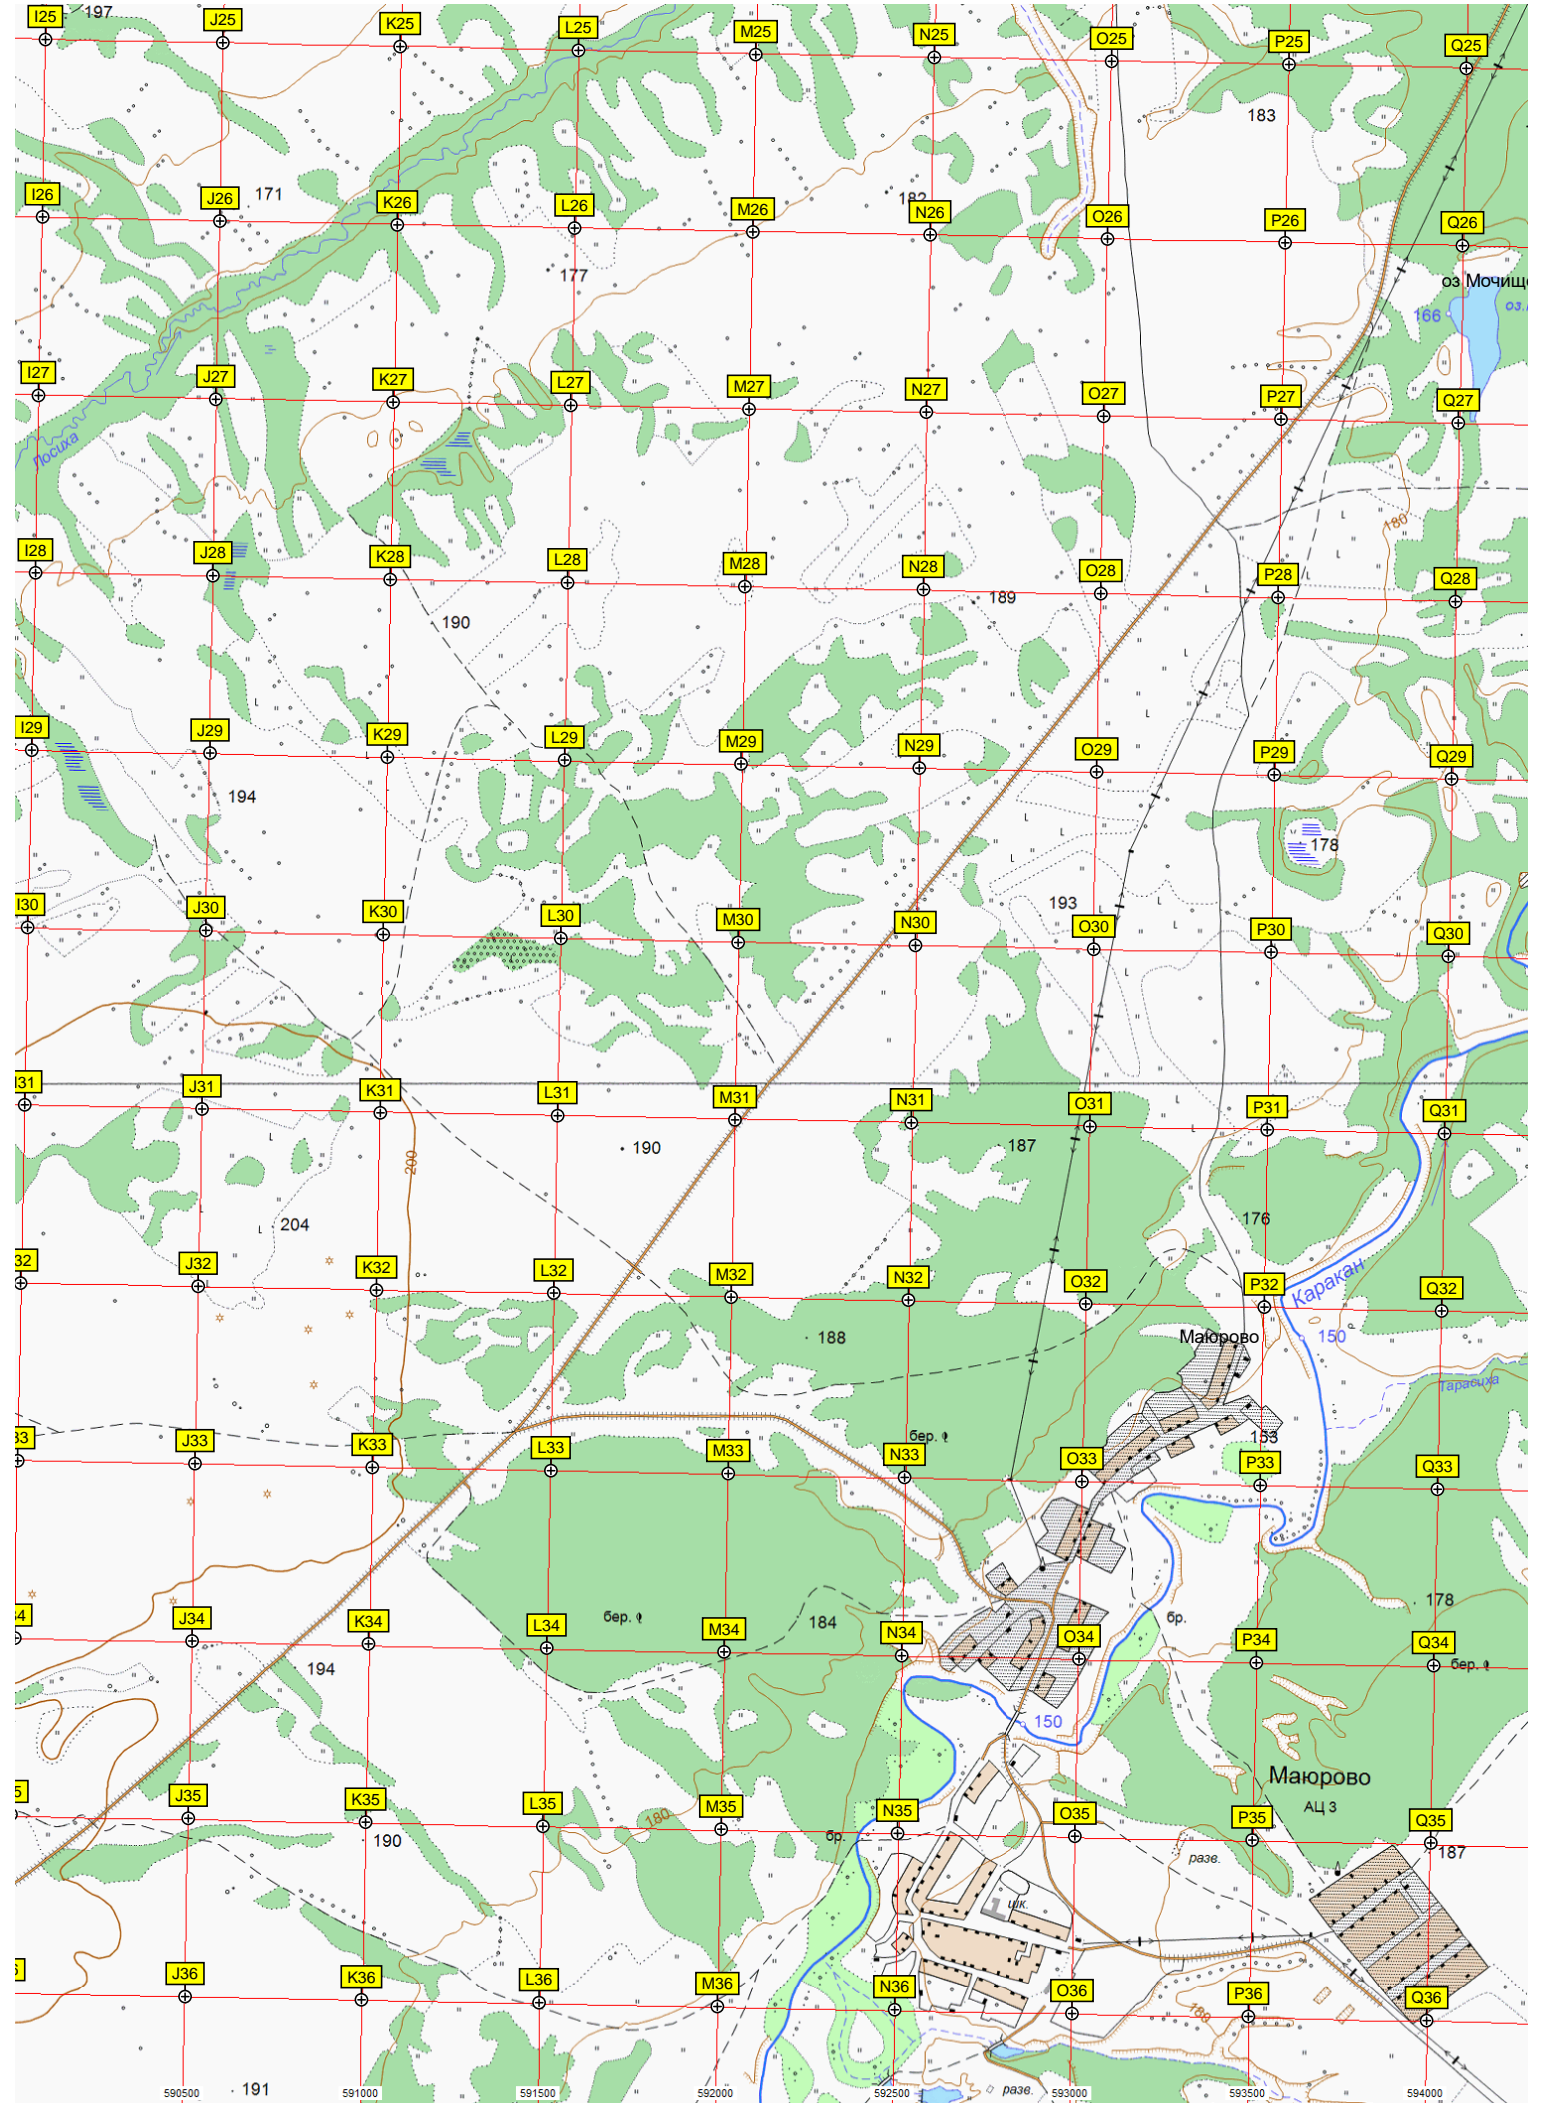 I25 197 J25 K25 L25 M25 N25 O25 P25 Q25
183
I26 J26 171 K26 L26 M26 182 N26 O26 P26 Q26
177
оз Мочище
166 оз.
I27 J27 K27 L27 M27 N27 O27 P27 Q27
Лосиха
180
I28 J28 K28 L28 M28 N28 O28 P28 Q28
190 189
I29 J29 K29 L29 M29 N29 O29 P29 Q29
194
178
I30 J30 K30 L30 M30 N30 193 O30 P30 Q30
I31 J31 K31 L31 M31 N31 O31 P31 Q31
200 190 187
204 176
32 J32 K32 L32 M32 N32 O32 P32 Каракан Q32
188 Маюрово 150
Тарасиха
33 J33 K33 L33 M33 бер. N33 O33 153 P33 Q33
178
34 J34 K34 L34 бер. M34 184 N34 O34 бр. P34 Q34
194 бер.
150
Маюрово
АЦ 3
5 J35 K35 L35 180 M35 N35 O35 P35 Q35
190 бр. разв. 187
шк.
J36 K36 L36 M36 N36 O36 P36 Q36
180
191 разв.
590500 591000 591500 592000 592500 593000 593500 594000